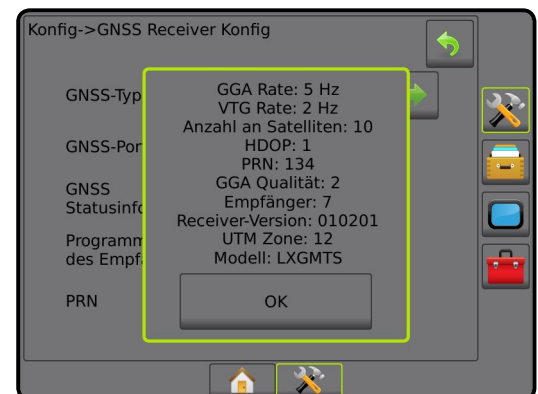 Konfig->GNSS Receiver Konfig
GNSS-Typ
GNSS-Por
GNSS
Statusinfo
Programm
des Empf
PRN
GGA Rate: 5 Hz
VTG Rate: 2 Hz
Anzahl an Satelliten: 10
HDOP: 1
PRN: 134
GGA Qualität: 2
Empfänger: 7
Receiver-Version: 010201
UTM Zone: 12
Modell: LXGMTS
OK